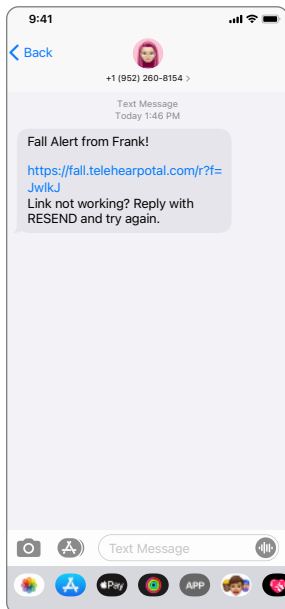 9:41
Back
+1 (952) 260-8154 >
Text Message
Today 1:46 PM
Fall Alert from Frank!
https://fall.telehearpotal.com/r?f=
JwlkJ
Link not working? Reply with
RESEND and try again.
Text Message
Pay
APP